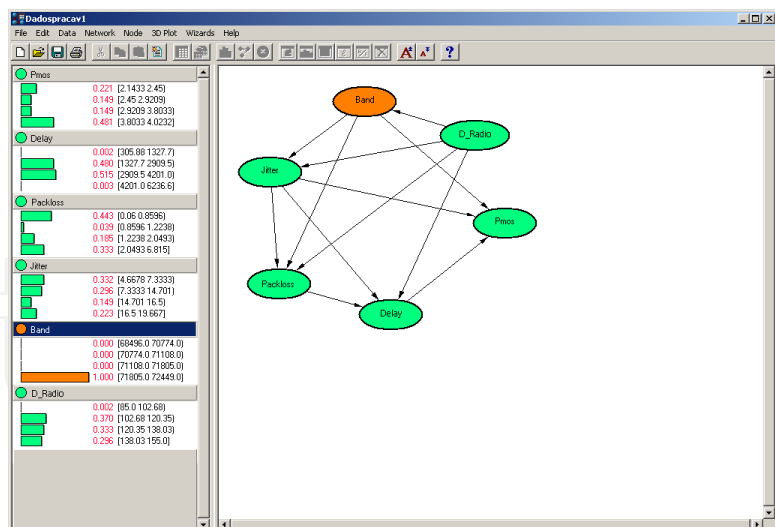 Dadospracav1
File Edit Data Network Node 3D Plot Wizards Help
Pmos
0.221 [2.1433 2.45)
0.149 [2.45 2.9209)
0.149 [2.9209 3.8033)
0.481 [3.8033 4.0232]
Delay
0.002 [305.88 1327.7)
0.480 [1327.7 2909.5)
0.515 [2909.5 4201.0)
0.003 [4201.0 6236.6]
Packloss
0.443 [0.06 0.8596)
0.039 [0.8596 1.2238)
0.185 [1.2238 2.0493)
0.333 [2.0493 6.815]
Jitter
0.332 [4.6678 7.3333)
0.296 [7.3333 14.701)
0.149 [14.701 16.5)
0.223 [16.5 19.667]
Band
0.000 [68496.0 70774.0)
0.000 [70774.0 71108.0)
0.000 [71108.0 71805.0)
1.000 [71805.0 72449.0]
D_Radio
0.002 [85.0 102.68)
0.370 [102.68 120.35)
0.333 [120.35 138.03)
0.296 [138.03 155.0]
Band
D_Radio
Jitter
Pmos
Packloss
Delay